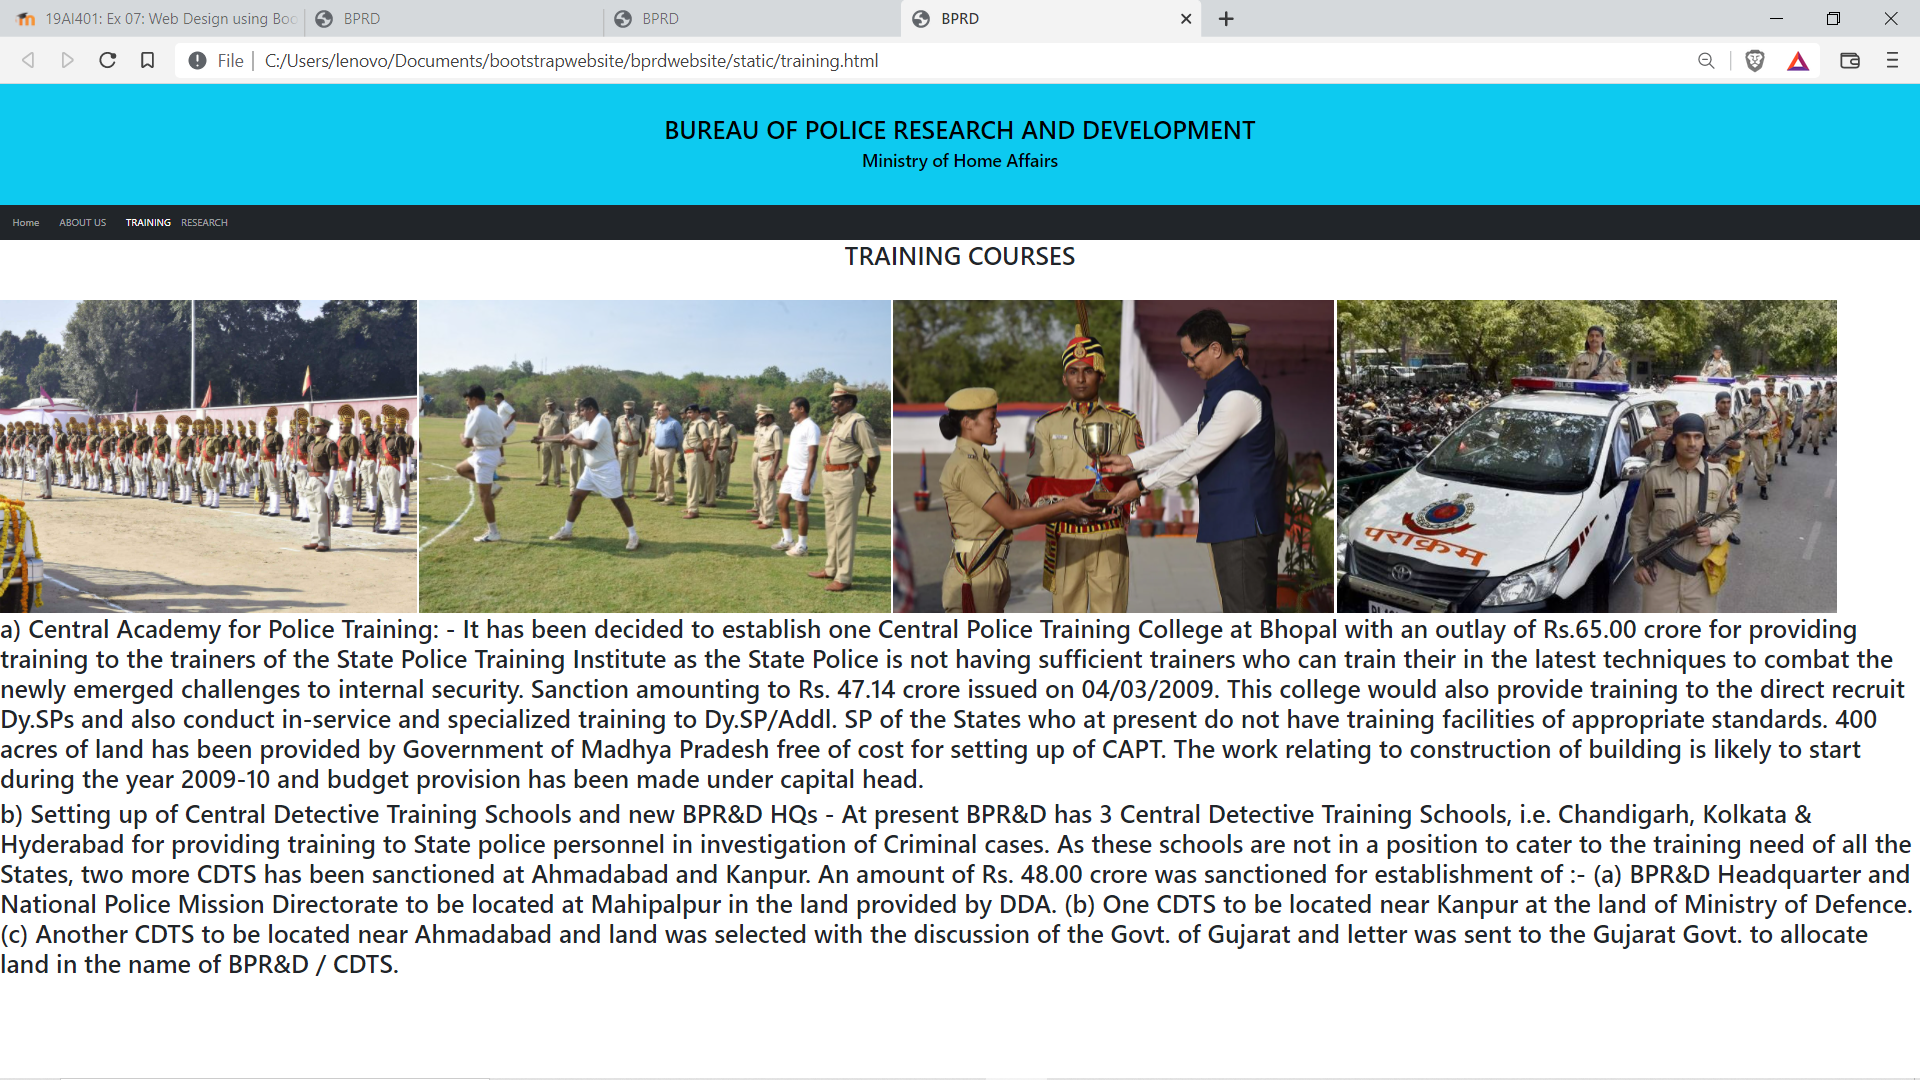 19AI401: Ex 07: Web Design using Boo
BPRD
BPRD
BPRD
File
C:/Users/lenovo/Documents/bootstrapwebsite/bprdwebsite/static/training.html
BUREAU OF POLICE RESEARCH AND DEVELOPMENT
Ministry of Home Affairs
Home ABOUT US TRAINING RESEARCH
TRAINING COURSES
POLICE
पराक्रम
a) Central Academy for Police Training: - It has been decided to establish one Central Police Training College at Bhopal with an outlay of Rs.65.00 crore for providing
training to the trainers of the State Police Training Institute as the State Police is not having sufficient trainers who can train their in the latest techniques to combat the
newly emerged challenges to internal security. Sanction amounting to Rs. 47.14 crore issued on 04/03/2009. This college would also provide training to the direct recruit
Dy.SPs and also conduct in-service and specialized training to Dy.SP/Addl. SP of the States who at present do not have training facilities of appropriate standards. 400
acres of land has been provided by Government of Madhya Pradesh free of cost for setting up of CAPT. The work relating to construction of building is likely to start
during the year 2009-10 and budget provision has been made under capital head.
b) Setting up of Central Detective Training Schools and new BPR&D HQs - At present BPR&D has 3 Central Detective Training Schools, i.e. Chandigarh, Kolkata &
Hyderabad for providing training to State police personnel in investigation of Criminal cases. As these schools are not in a position to cater to the training need of all the
States, two more CDTS has been sanctioned at Ahmadabad and Kanpur. An amount of Rs. 48.00 crore was sanctioned for establishment of :- (a) BPR&D Headquarter and
National Police Mission Directorate to be located at Mahipalpur in the land provided by DDA. (b) One CDTS to be located near Kanpur at the land of Ministry of Defence.
(c) Another CDTS to be located near Ahmadabad and land was selected with the discussion of the Govt. of Gujarat and letter was sent to the Gujarat Govt. to allocate
land in the name of BPR&D / CDTS.